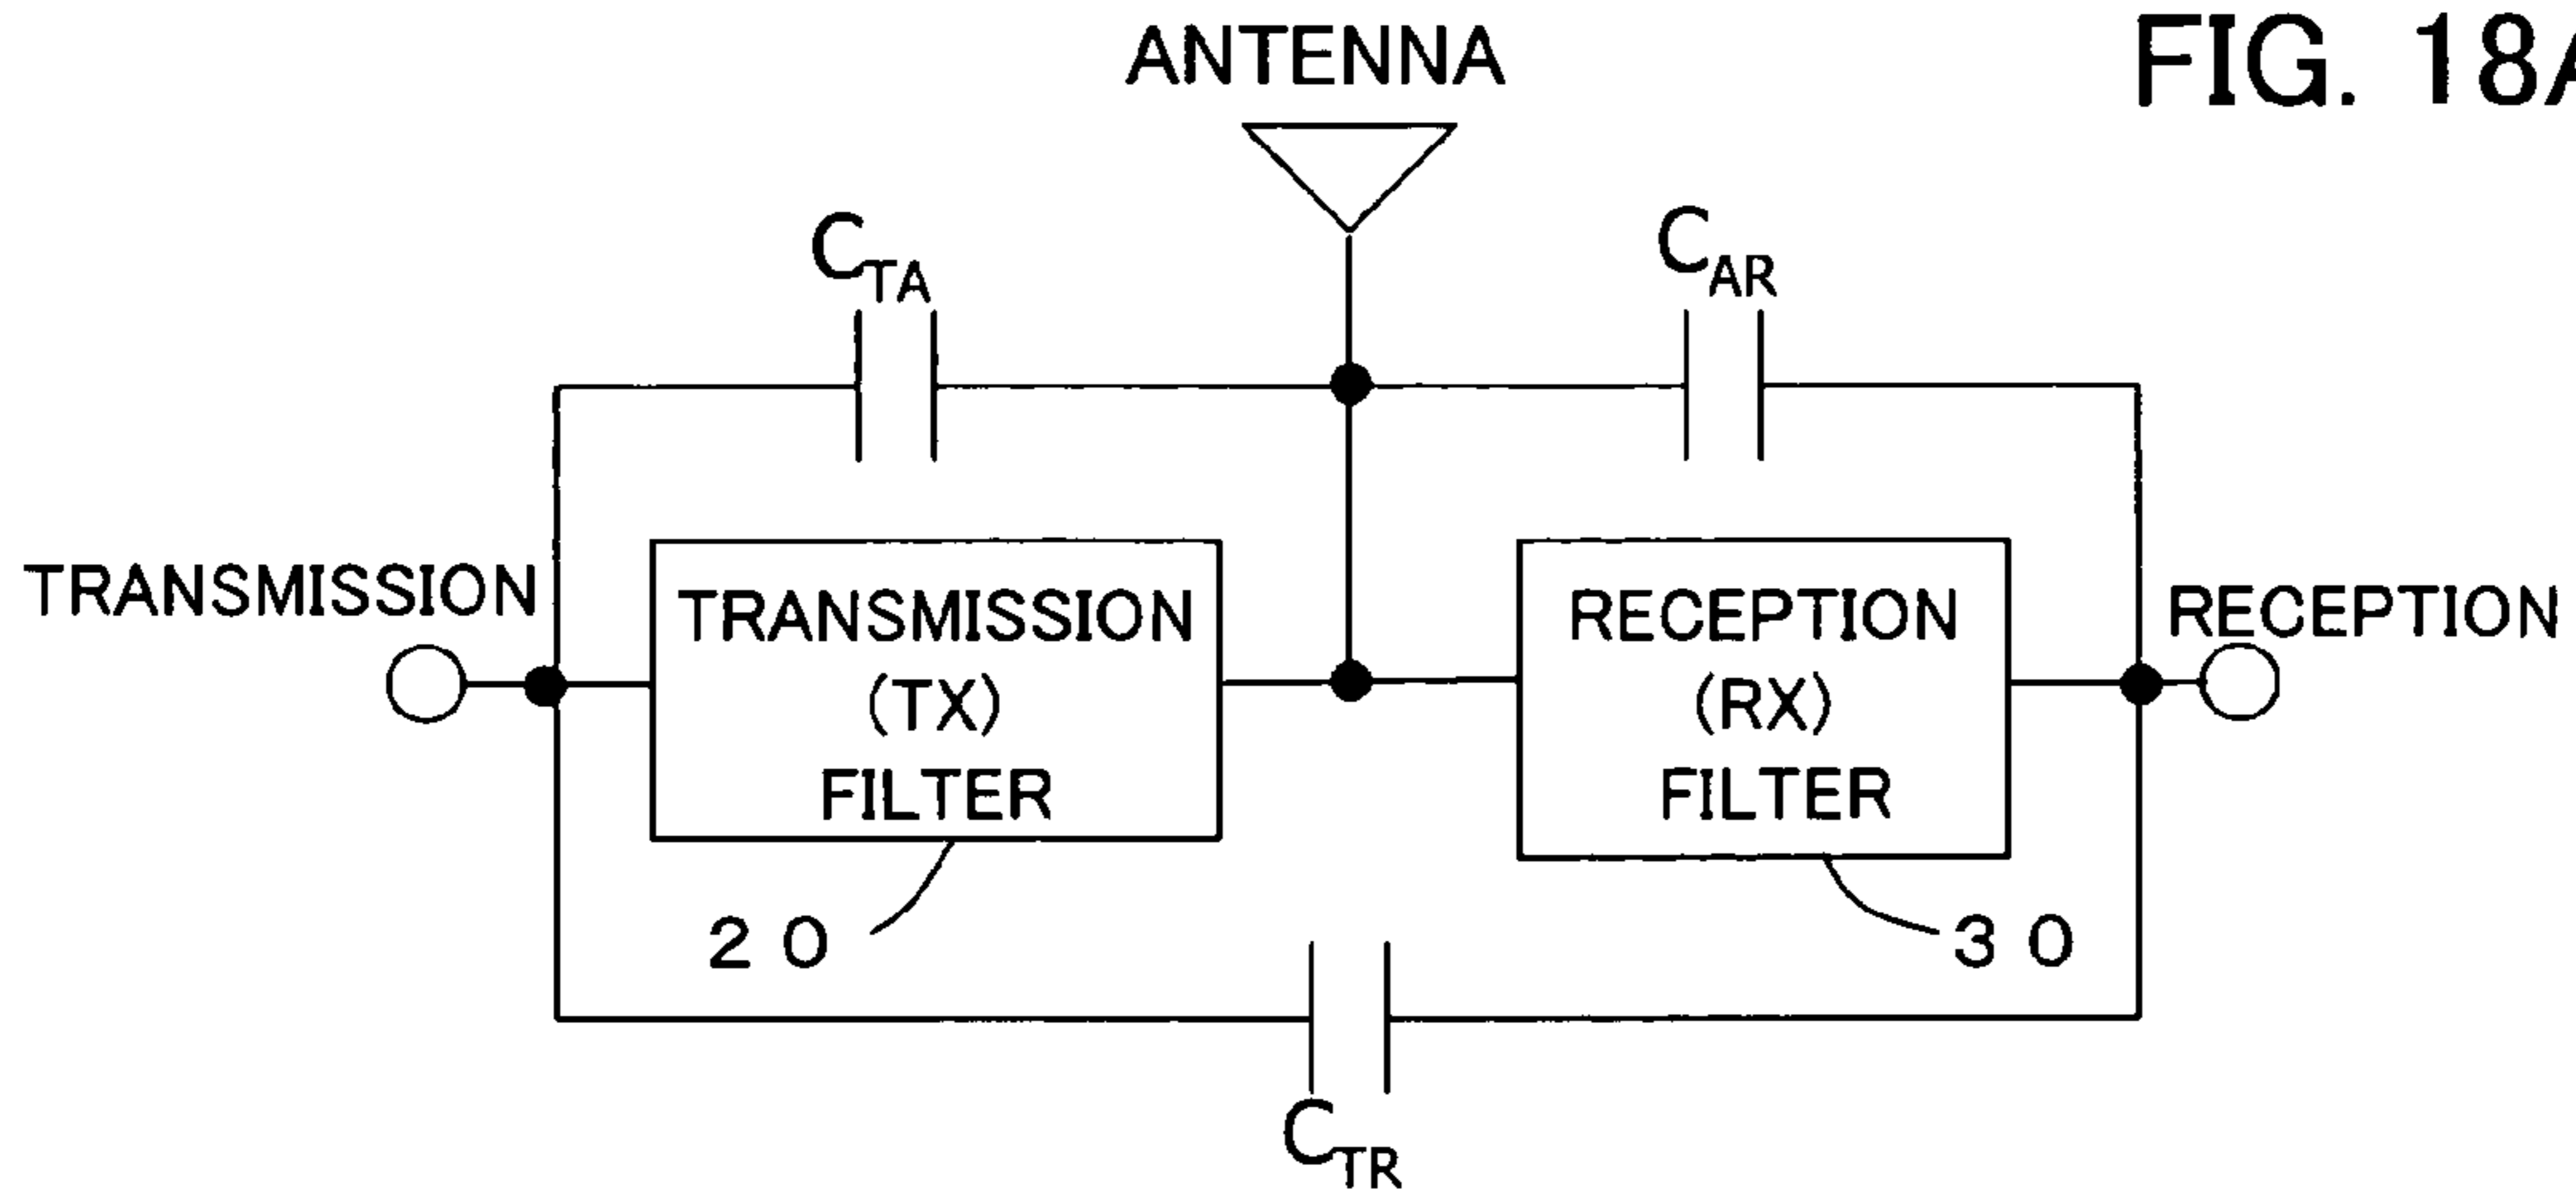 FIG. 18A
ANTENNA
C_TA
C_AR
TRANSMISSION
TRANSMISSION
(TX)
FILTER
RECEPTION
(RX)
FILTER
RECEPTION
20
30
C_TR